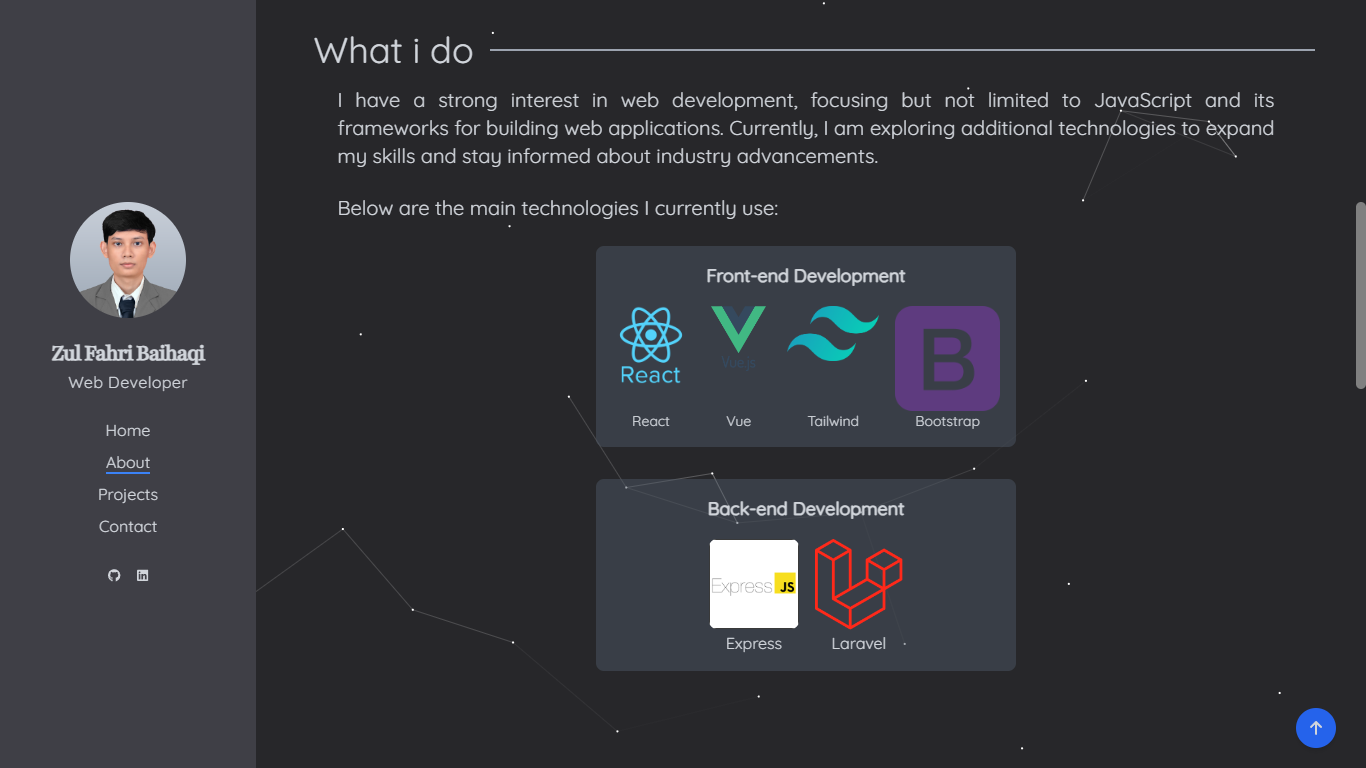 Zul Fahri Baihaqi
Web Developer
Home
About
Projects
Contact
What i do
I have a strong interest in web development, focusing but not limited to JavaScript and its
frameworks for building web applications. Currently, I am exploring additional technologies to expand
my skills and stay informed about industry advancements.
Below are the main technologies I currently use:
Front-end Development
React
Vue.js
B
React
Vue
Tailwind
Bootstrap
Back-end Development
Express JS
Express
Laravel